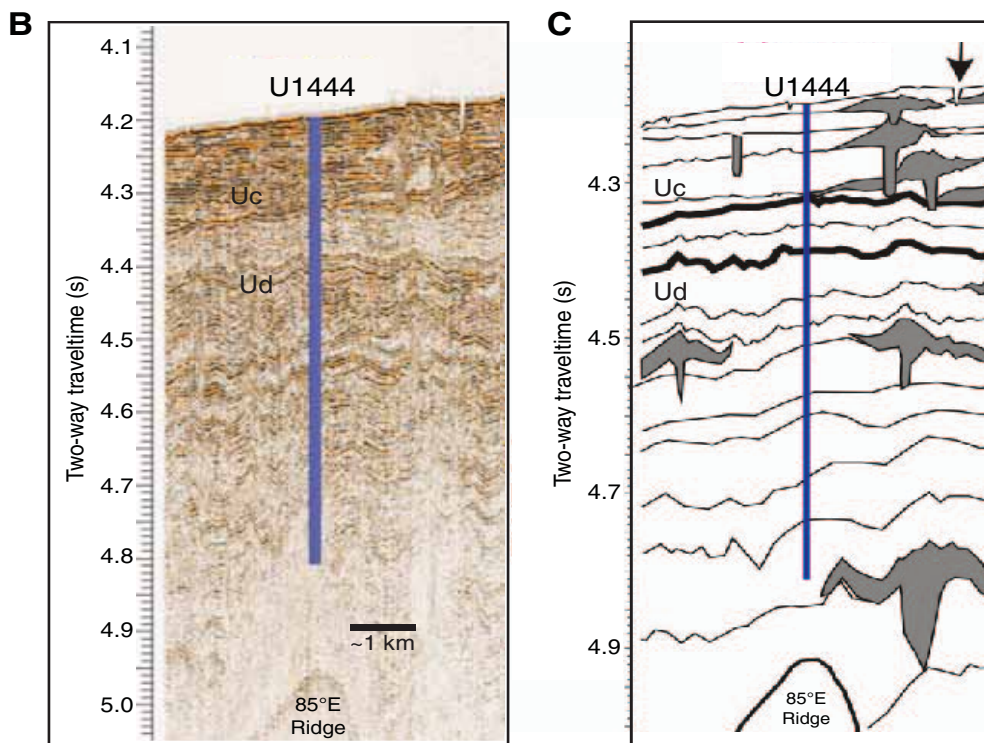 B
Two-way traveltime (s)
4.1
4.2
4.3
4.4
4.5
4.6
4.7
4.8
4.9
5.0
U1444
Uc
Ud
~1 km
85°E
Ridge
C
Two-way traveltime (s)
4.3
4.5
4.7
4.9
U1444
Uc
Ud
85°E
Ridge